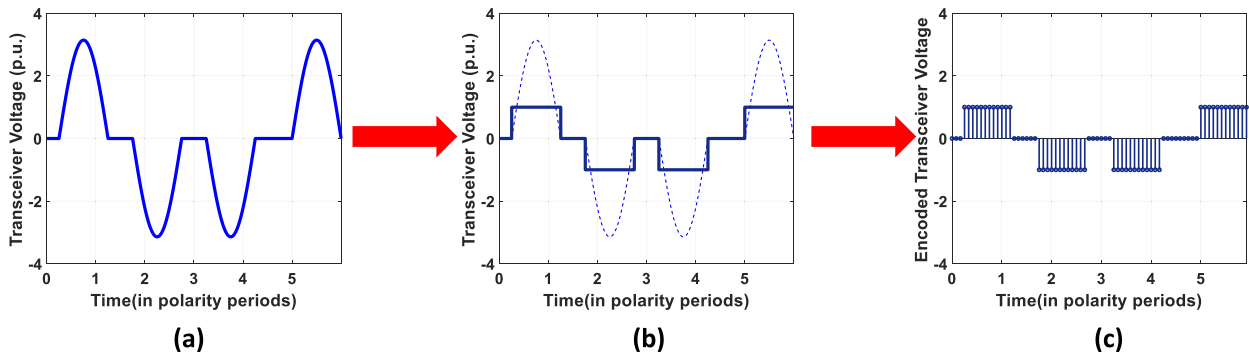 Transceiver Voltage (p.u.)
4
2
0
-2
-4
0 1 2 3 4 5
Time(in polarity periods)
(a)
Transceiver Voltage (p.u.)
4
2
0
-2
-4
0 1 2 3 4 5
Time(in polarity periods)
(b)
Encoded Transceiver Voltage
4
2
0
-2
-4
0 1 2 3 4 5
Time(in polarity periods)
(c)